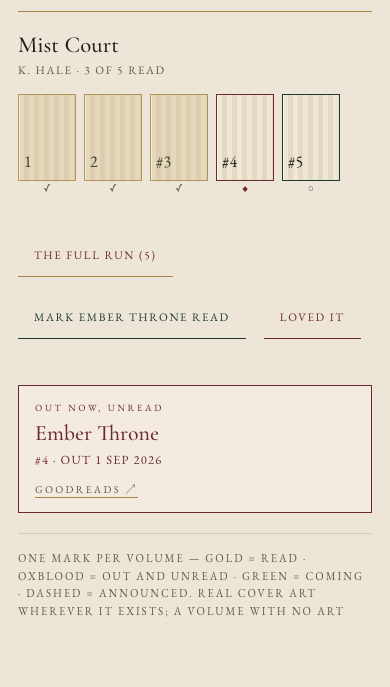 Mist Court
K. HALE · 3 OF 5 READ
1 2 #3 #4 #5
✓ ✓ ✓ ◆ ○
THE FULL RUN (5)
MARK EMBER THRONE READ LOVED IT
OUT NOW, UNREAD
Ember Throne
#4 · OUT 1 SEP 2026
GOODREADS ↗
ONE MARK PER VOLUME — GOLD = READ ·
OXBLOOD = OUT AND UNREAD · GREEN = COMING
· DASHED = ANNOUNCED. REAL COVER ART
WHEREVER IT EXISTS; A VOLUME WITH NO ART